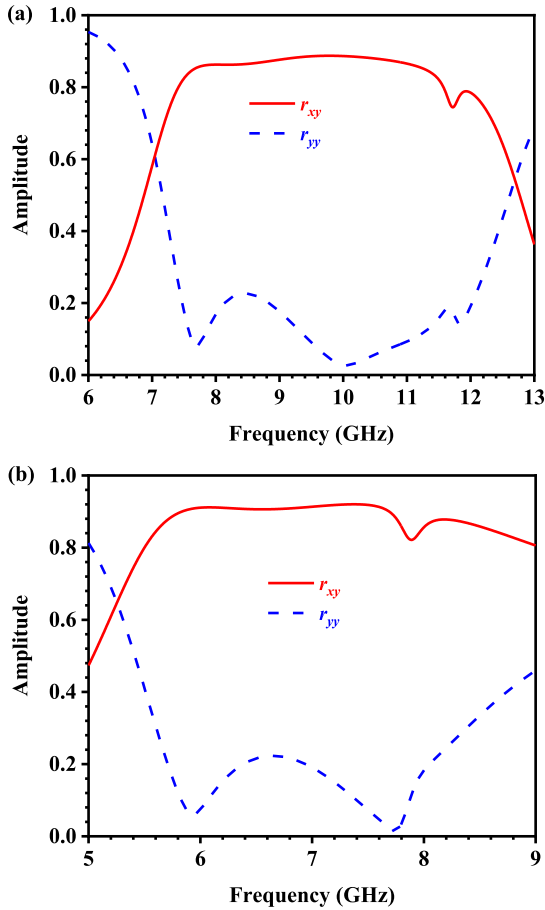 (a)
1.0
0.8
0.6
0.4
0.2
0.0
Amplitude
r_xy
r_yy
6 7 8 9 10 11 12 13
Frequency (GHz)
(b)
1.0
0.8
0.6
0.4
0.2
0.0
Amplitude
r_xy
r_yy
5 6 7 8 9
Frequency (GHz)